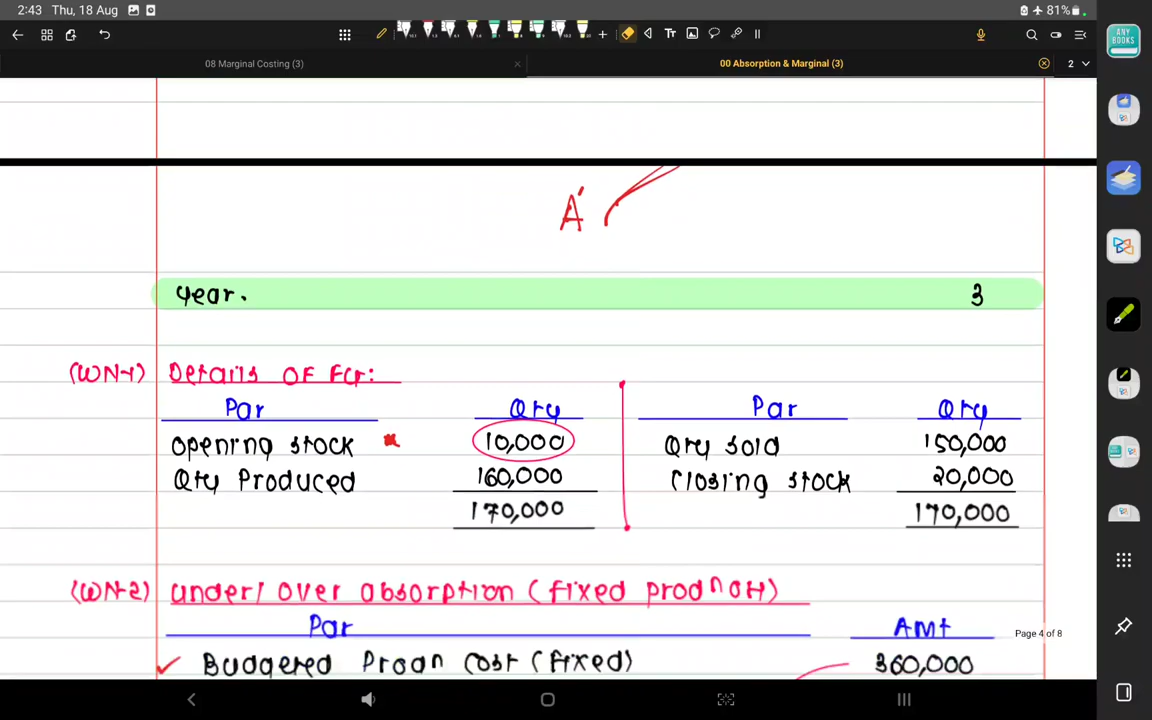 2:43 Thu, 18 Aug
81%
08 Marginal Costing (3)
00 Absorption & Marginal (3)
2
ANY BOOKS
A
year. 3
(WN-1) Details OF FG:
Par Qty Par Qty
Opening stock 10,000 Qty sold 150,000
Qty Produced 160,000 Closing stock 20,000
170,000 170,000
(WN-2) Under/ Over absorption (fixed prodn OH)
Par AMt
Page 4 of 8
Budgered Prodn Cost (fixed) 360,000